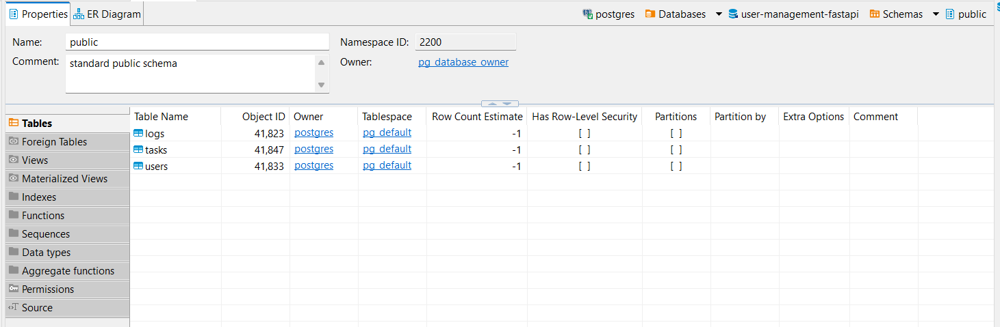 Properties ER Diagram postgres Databases user-management-fastapi Schemas public
Name: public Namespace ID: 2200
Comment: standard public schema Owner: pg_database_owner
Table Name Object ID Owner Tablespace Row Count Estimate Has Row-Level Security Partitions Partition by Extra Options Comment
Tables
logs 41,823 postgres pg_default -1 [ ] [ ]
Foreign Tables
tasks 41,847 postgres pg_default -1 [ ] [ ]
Views
users 41,833 postgres pg_default -1 [ ] [ ]
Materialized Views
Indexes
Functions
Sequences
Data types
Aggregate functions
Permissions
Source